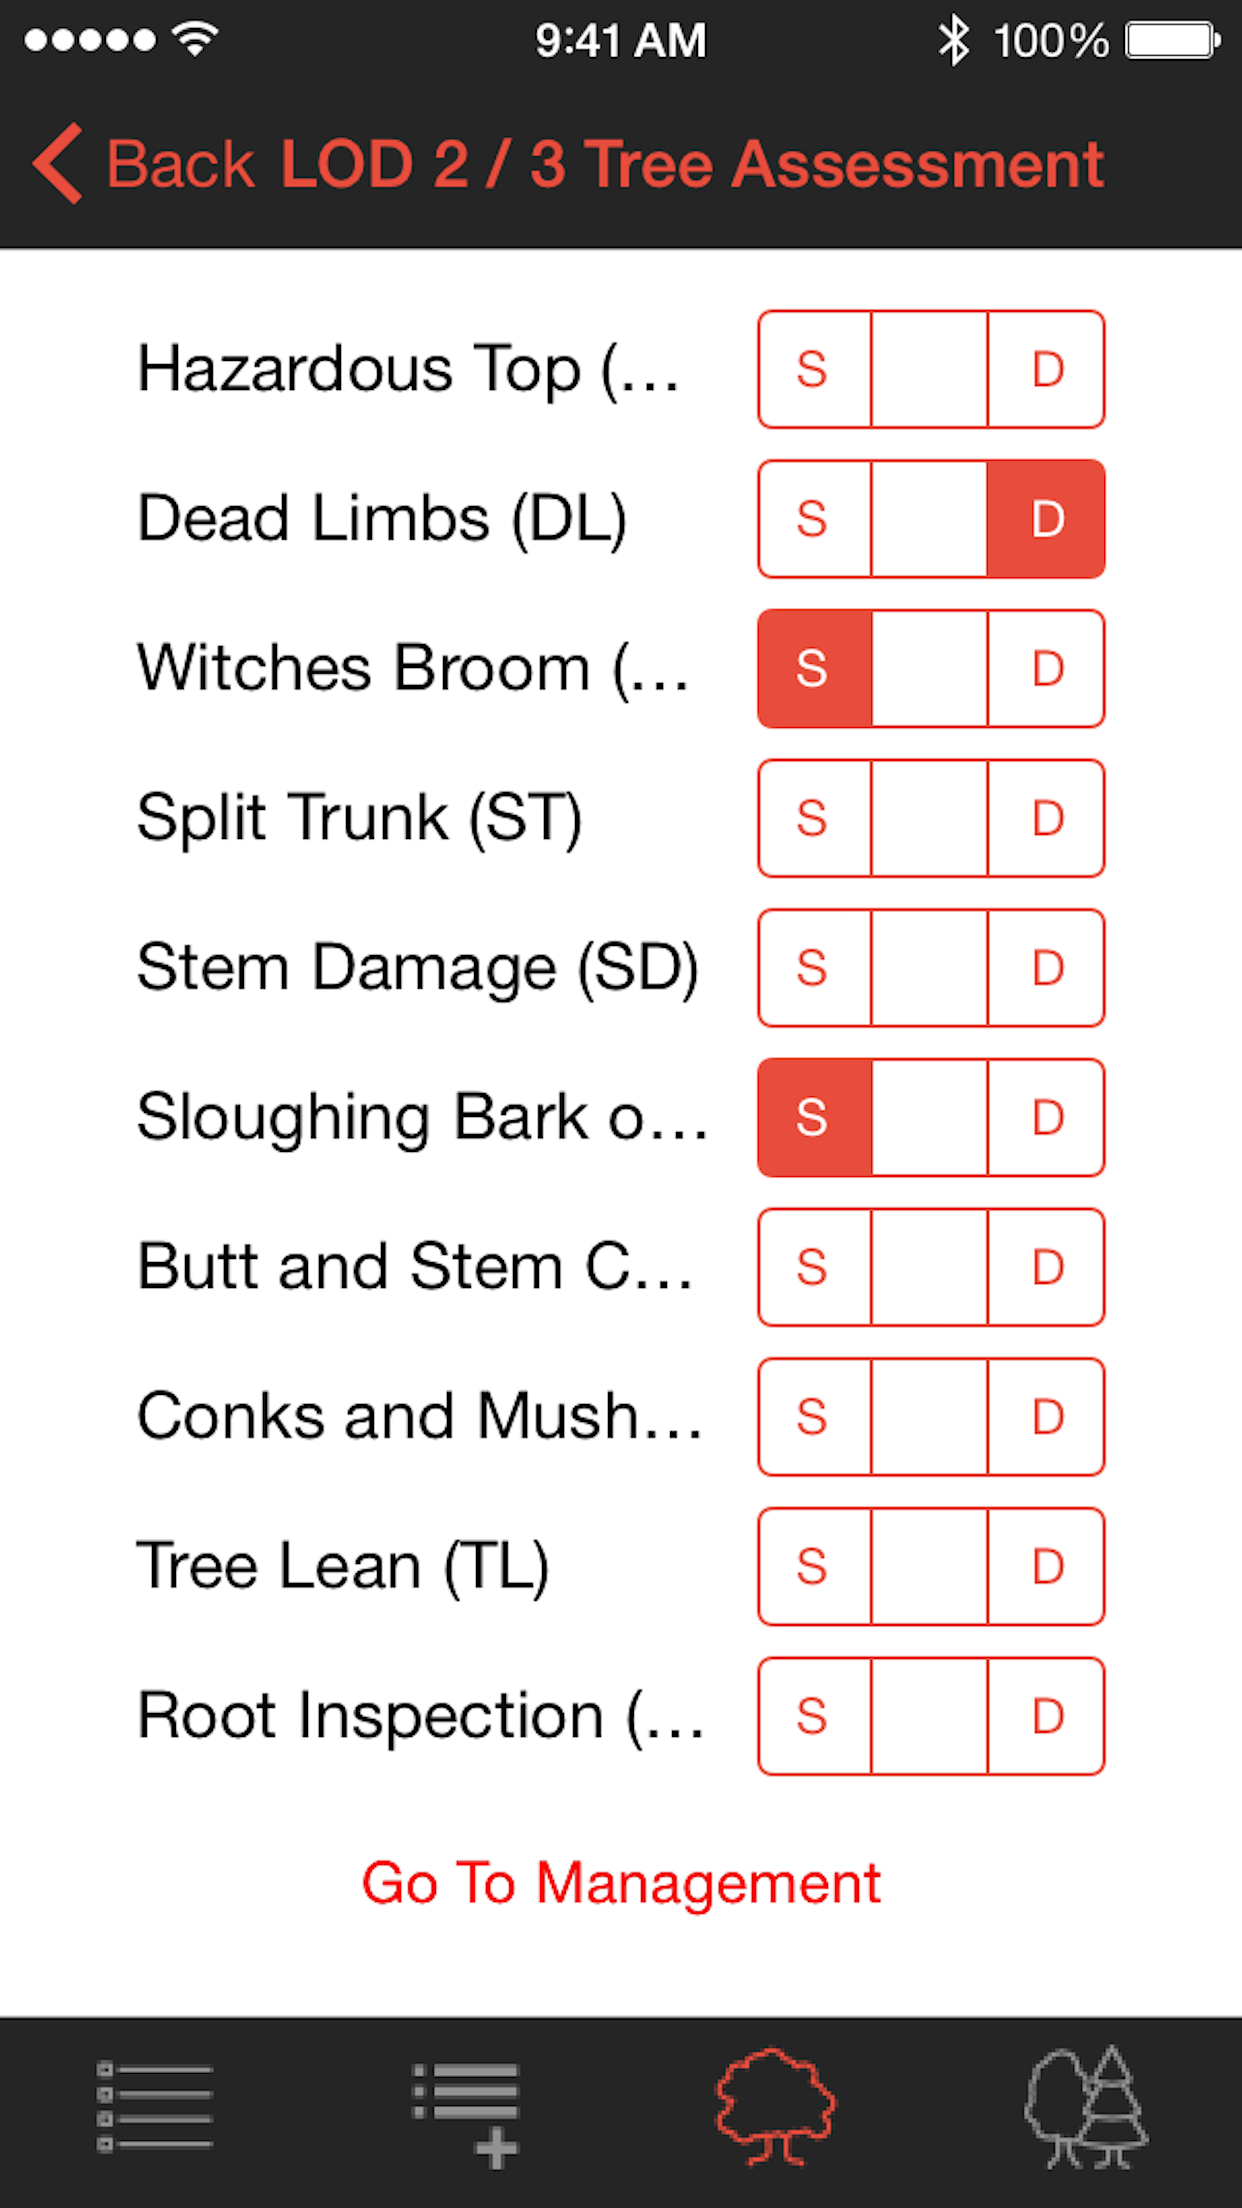 9:41 AM 100%
Back LOD 2 / 3 Tree Assessment
Hazardous Top (... S D
Dead Limbs (DL) S D
Witches Broom (... S D
Split Trunk (ST) S D
Stem Damage (SD) S D
Sloughing Bark o... S D
Butt and Stem C... S D
Conks and Mush... S D
Tree Lean (TL) S D
Root Inspection (... S D
Go To Management